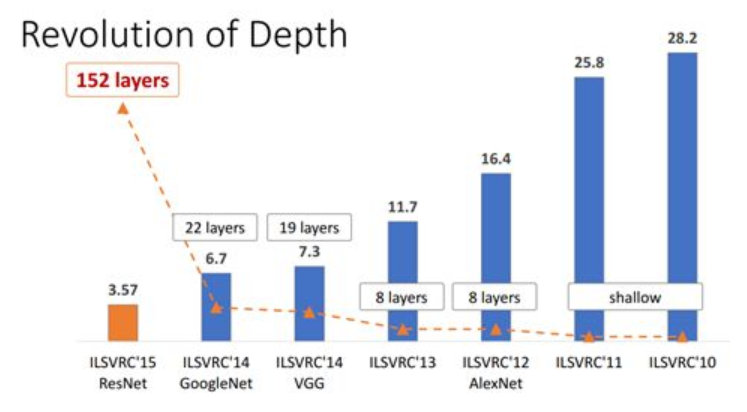 Revolution of Depth
28.2
25.8
152 layers
16.4
11.7
22 layers
19 layers
6.7
7.3
3.57
8 layers
8 layers
shallow
ILSVRC'15
ResNet
ILSVRC'14
GoogleNet
ILSVRC'14
VGG
ILSVRC'13
ILSVRC'12
AlexNet
ILSVRC'11
ILSVRC'10